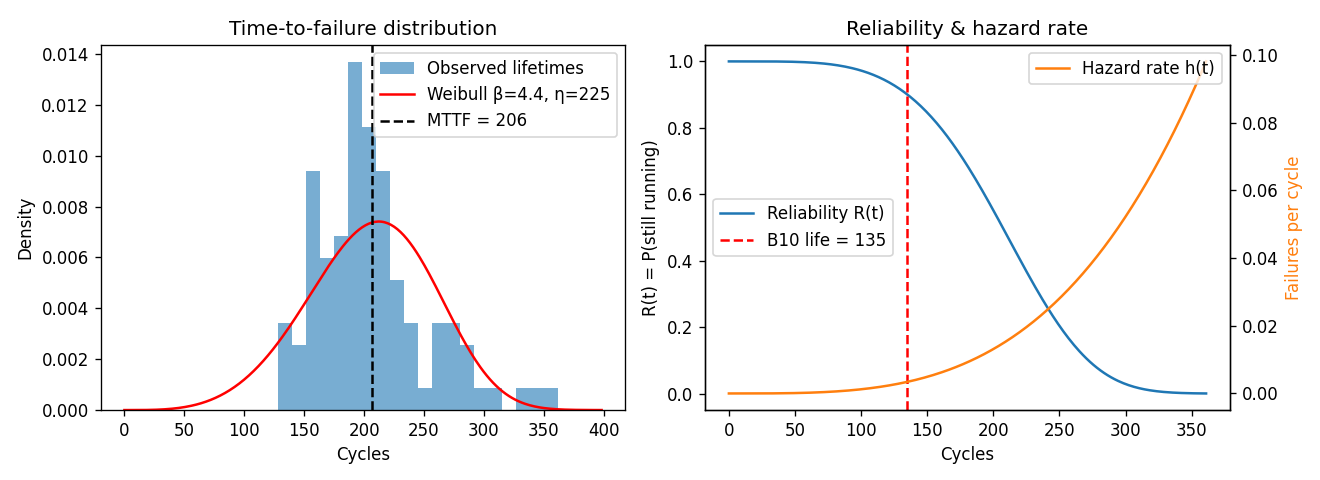 Time-to-failure distribution
Density
0.014
0.012
0.010
0.008
0.006
0.004
0.002
0.000
Observed lifetimes
Weibull β=4.4, η=225
MTTF = 206
0 50 100 150 200 250 300 350 400
Cycles
Reliability & hazard rate
R(t) = P(still running)
1.0
0.8
0.6
0.4
0.2
0.0
Hazard rate h(t)
Reliability R(t)
B10 life = 135
0.10
0.08
0.06
0.04
0.02
0.00
Failures per cycle
0 50 100 150 200 250 300 350
Cycles